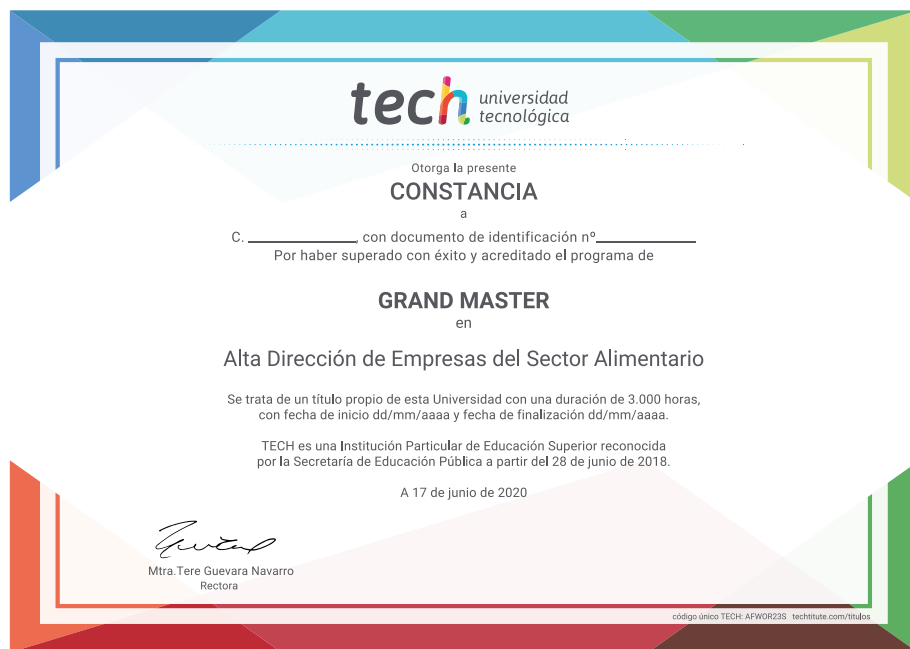 tech universidad
tecnológica
Otorga la presente
CONSTANCIA
a
C. ____________, con documento de identificación nº___________
Por haber superado con éxito y acreditado el programa de
GRAND MASTER
en
Alta Dirección de Empresas del Sector Alimentario
Se trata de un título propio de esta Universidad con una duración de 3.000 horas,
con fecha de inicio dd/mm/aaaa y fecha de finalización dd/mm/aaaa.
TECH es una Institución Particular de Educación Superior reconocida
por la Secretaría de Educación Pública a partir del 28 de junio de 2018.
A 17 de junio de 2020
Mtra.Tere Guevara Navarro
Rectora
código único TECH: AFWOR23S techtitute.com/titulos